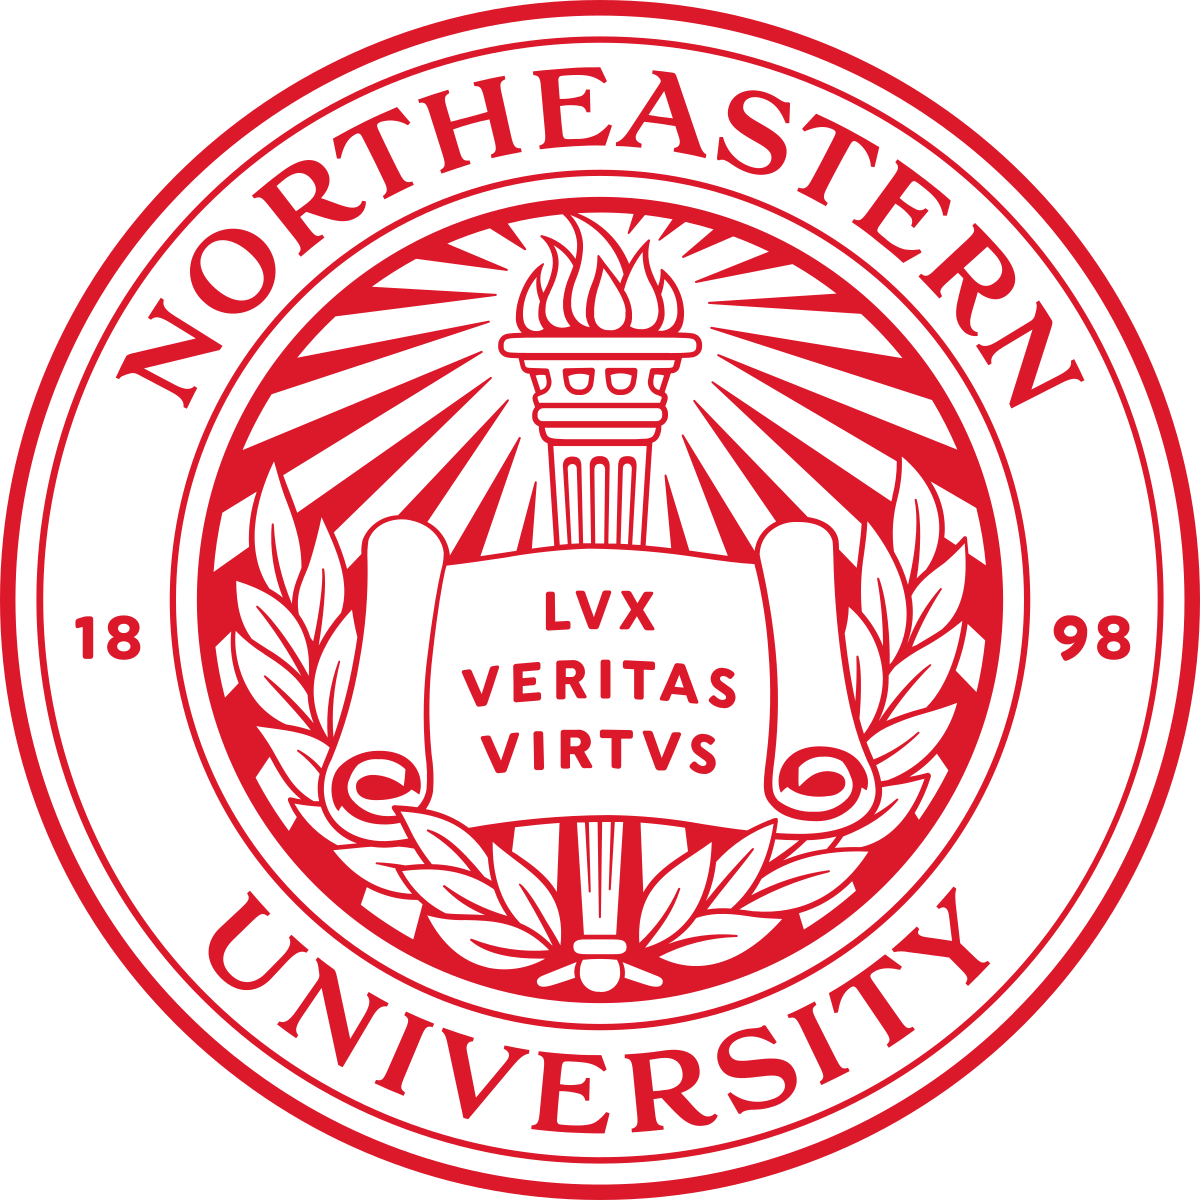 NORTHEASTERN
18
98
LVX
VERITAS
VIRTVS
UNIVERSITY